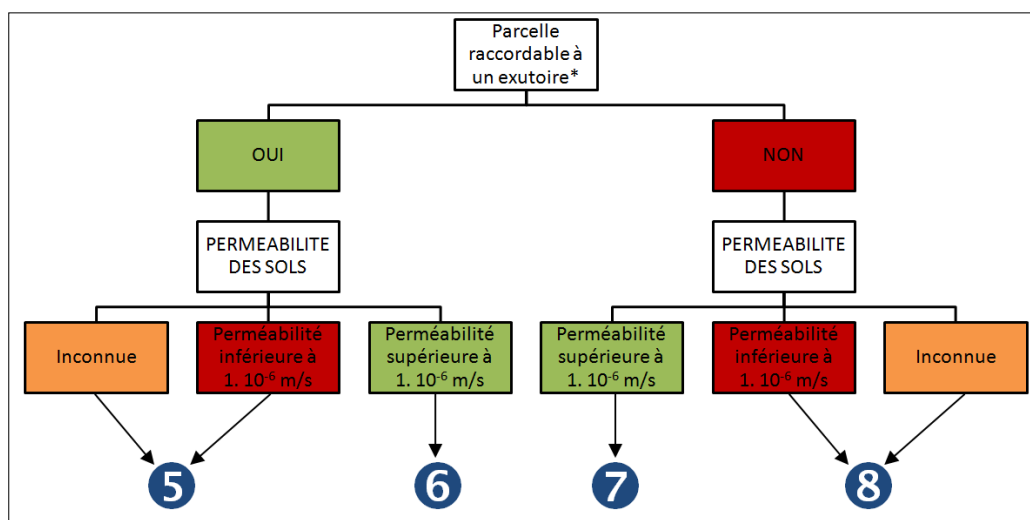 Parcelle
raccordable à
un exutoire*
OUI
NON
PERMEABILITE
DES SOLS
PERMEABILITE
DES SOLS
Inconnue
Perméabilité
inférieure à
1. 10⁻⁶ m/s
Perméabilité
supérieure à
1. 10⁻⁶ m/s
Perméabilité
supérieure à
1. 10⁻⁶ m/s
Perméabilité
inférieure à
1. 10⁻⁶ m/s
Inconnue
5
6
7
8